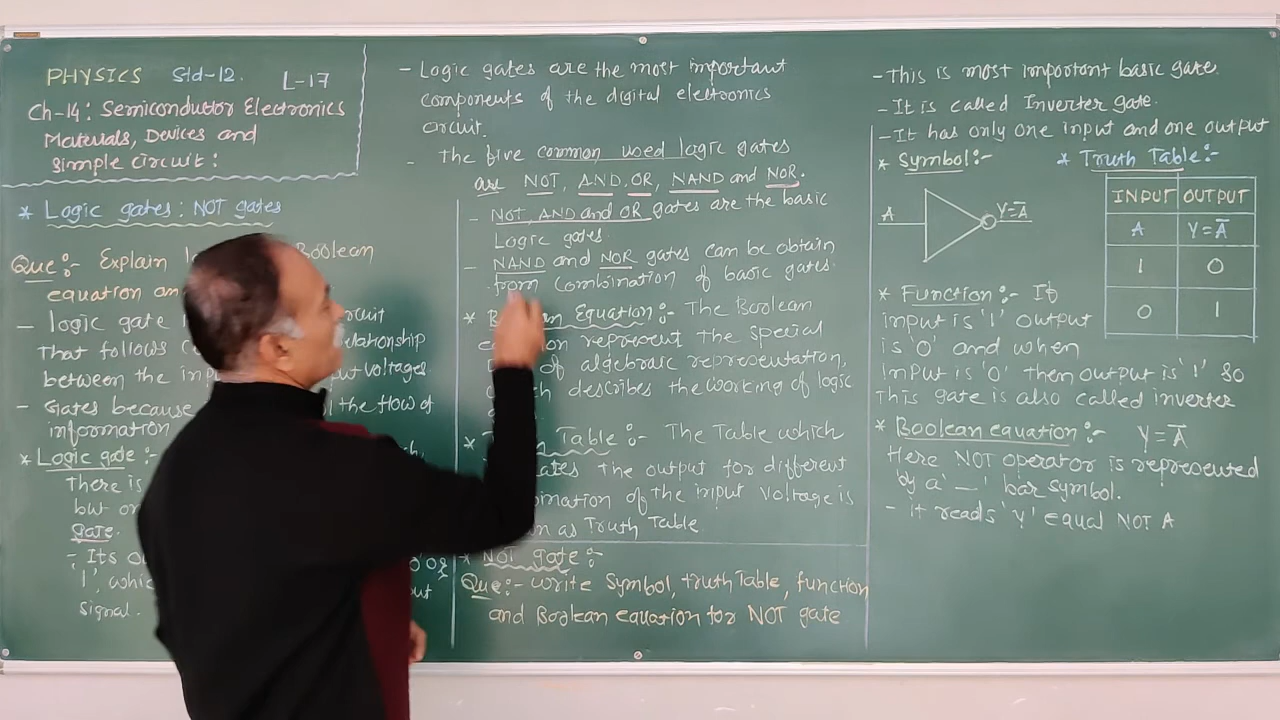 PHYSICS Std-12. L-17
Ch-14: Semiconductor Electronics
Materials, Devices and
Simple circuit:
* Logic gates: NOT gates
Que:- Explain Boolean
equation an
- logic gate
That follows relationship
between the voltages
- Gates because the flow of
information
* Logic gate:-
There is
but
gate.
- Its
1', whi
signal.
- Logic gates are the most important
components of the digital electronics
circuit.
- The five common used logic gates
are NOT, AND, OR, NAND and NOR.
- NOT, AND and OR gates are the basic
Logic gates.
- NAND and NOR gates can be obtain
from combination of basic gates.
* Equation:- The Boolean
represent the special
of algebraic representation,
describes the working of logic
* Table:- The Table which
the output for different
of the input voltage is
as Truth Table.
* NOT gate:-
Que:- write symbol, truth Table, function
and Boolean equation for NOT gate
- This is most important basic gate.
- It is called Inverter gate.
- It has only one input and one output
* Symbol:- * Truth Table:-
A Y=A̅
INPUT OUTPUT
A Y=A̅
1 0
0 1
* Function:- If
input is '1' output
is '0' and when
input is '0' then output is '1' so
This gate is also called inverter
* Boolean equation:- Y=A̅
Here NOT operator is represented
by a '—' bar symbol.
- it reads 'Y' equal NOT A